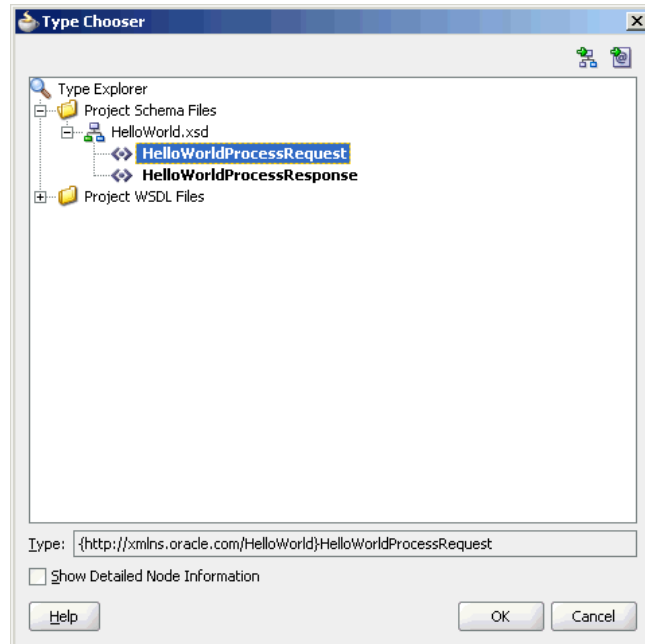 Type Chooser
Type Explorer
Project Schema Files
HelloWorld.xsd
HelloWorldProcessRequest
HelloWorldProcessResponse
Project WSDL Files
Type: {http://xmlns.oracle.com/HelloWorld}HelloWorldProcessRequest
Show Detailed Node Information
Help OK Cancel